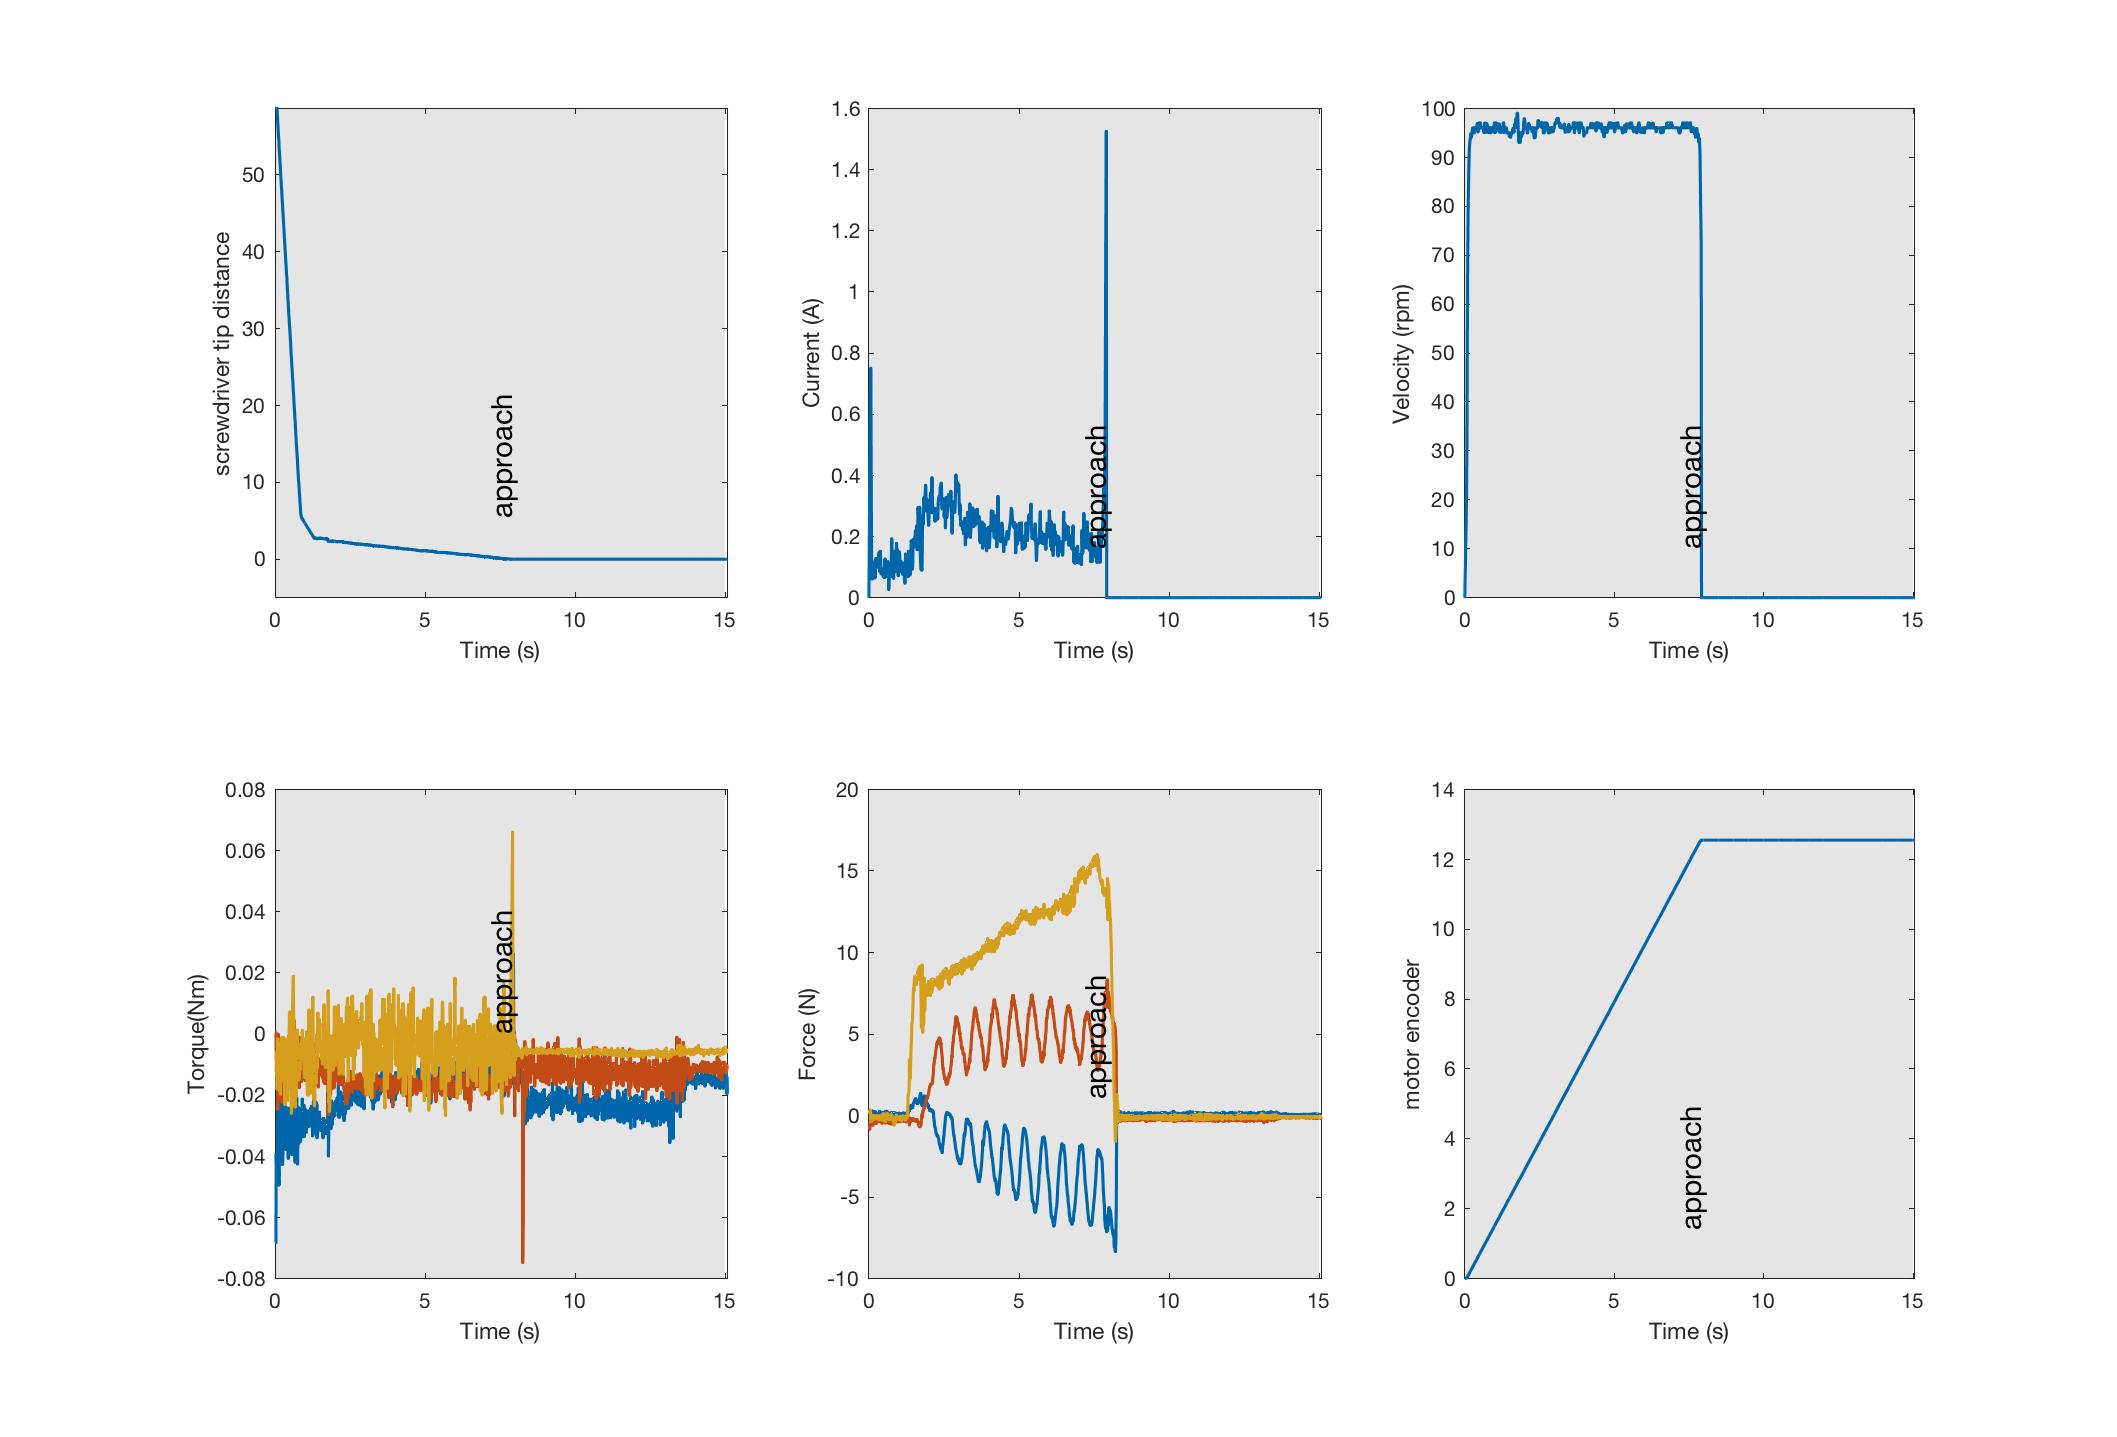 screwdriver tip distance
50
40
30
20
10
0
approach
0 5 10 15
Time (s)
Current (A)
1.6
1.4
1.2
1
0.8
0.6
0.4
0.2
0
approach
0 5 10 15
Time (s)
Velocity (rpm)
100
90
80
70
60
50
40
30
20
10
0
approach
0 5 10 15
Time (s)
Torque(Nm)
0.08
0.06
0.04
0.02
0
-0.02
-0.04
-0.06
-0.08
approach
0 5 10 15
Time (s)
Force (N)
20
15
10
5
0
-5
-10
approach
0 5 10 15
Time (s)
motor encoder
14
12
10
8
6
4
2
0
approach
0 5 10 15
Time (s)